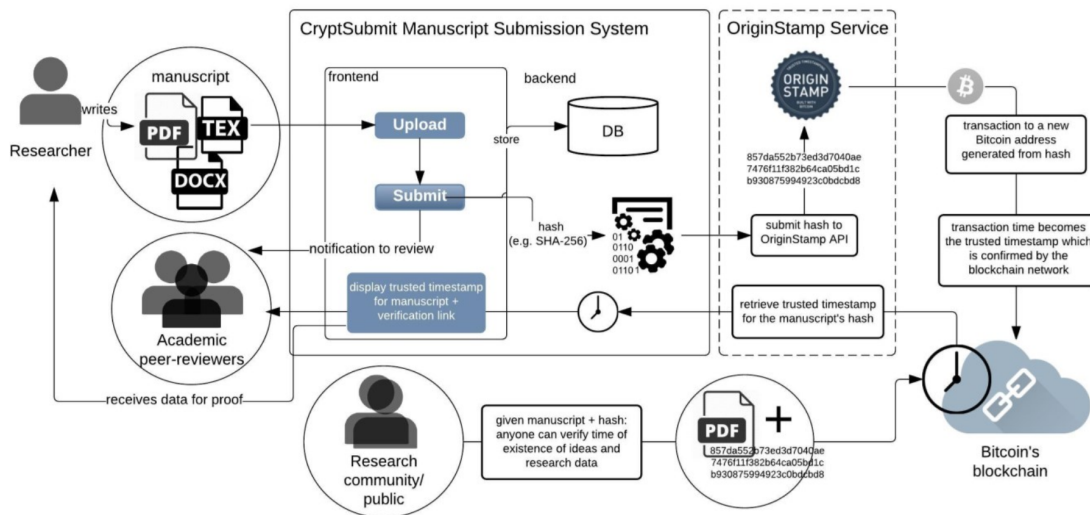 CryptSubmit Manuscript Submission System
OriginStamp Service
manuscript
frontend
backend
writes
PDF
TEX
DOCX
Researcher
Upload
store
DB
Submit
hash
(e.g. SHA-256)
01
0110
0001
0110 1
ORIGIN
STAMP
857da552b73ed3d7040ae
7476f11f382b64ca05bd1c
b930875994923c0bdcbd8
submit hash to
OriginStamp API
transaction to a new
Bitcoin address
generated from hash
transaction time becomes
the trusted timestamp which
is confirmed by the
blockchain network
notification to review
display trusted timestamp
for manuscript +
verification link
retrieve trusted timestamp
for the manuscript's hash
Academic
peer-reviewers
receives data for proof
Research
community/
public
given manuscript + hash:
anyone can verify time of
existence of ideas and
research data
PDF
+
857da552b73ed3d7040ae
7476f11f382b64ca05bd1c
b930875994923c0bdcbd8
Bitcoin's
blockchain